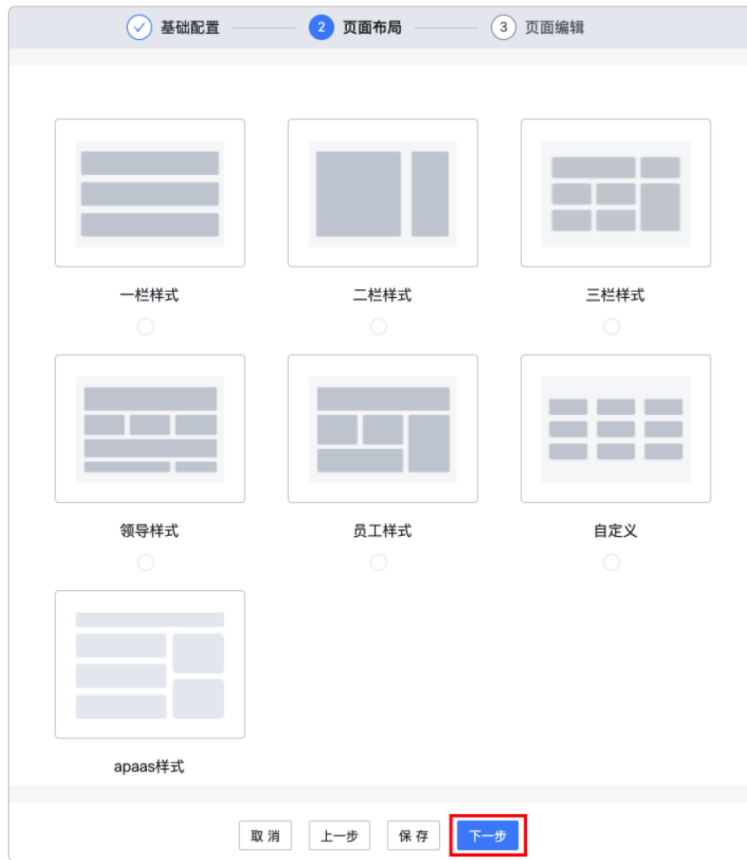 基础配置 2 页面布局 3 页面编辑
一栏样式 二栏样式 三栏样式
领导样式 员工样式 自定义
apaas样式
取消 上一步 保存 下一步